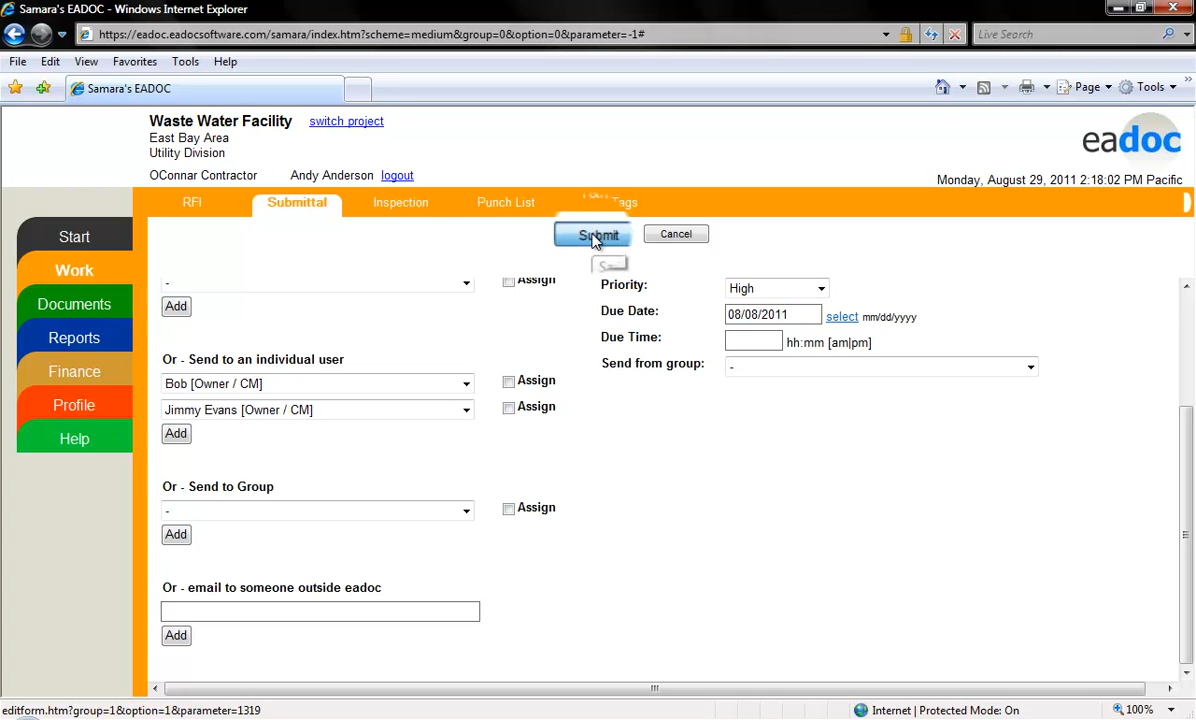 Samara's EADOC - Windows Internet Explorer
https://eadoc.eadocsoftware.com/samara/index.htm?scheme=medium&group=0&option=0&parameter=-1#
Live Search
File Edit View Favorites Tools Help
Samara's EADOC
Page Tools
Waste Water Facility switch project
East Bay Area
Utility Division
eadoc
OConnar Contractor Andy Anderson logout
Monday, August 29, 2011 2:18:02 PM Pacific
RFI Submittal Inspection Punch List Tags
Submit Cancel
Start
Work
Documents
Reports
Finance
Profile
Help
- Assign
Add
Or - Send to an individual user
Bob [Owner / CM] Assign
Jimmy Evans [Owner / CM] Assign
Add
Or - Send to Group
- Assign
Add
Or - email to someone outside eadoc
Add
Priority: High
Due Date: 08/08/2011 select mm/dd/yyyy
Due Time: hh:mm [am|pm]
Send from group: -
editform.htm?group=1&option=1&parameter=1319
Internet | Protected Mode: On
100%